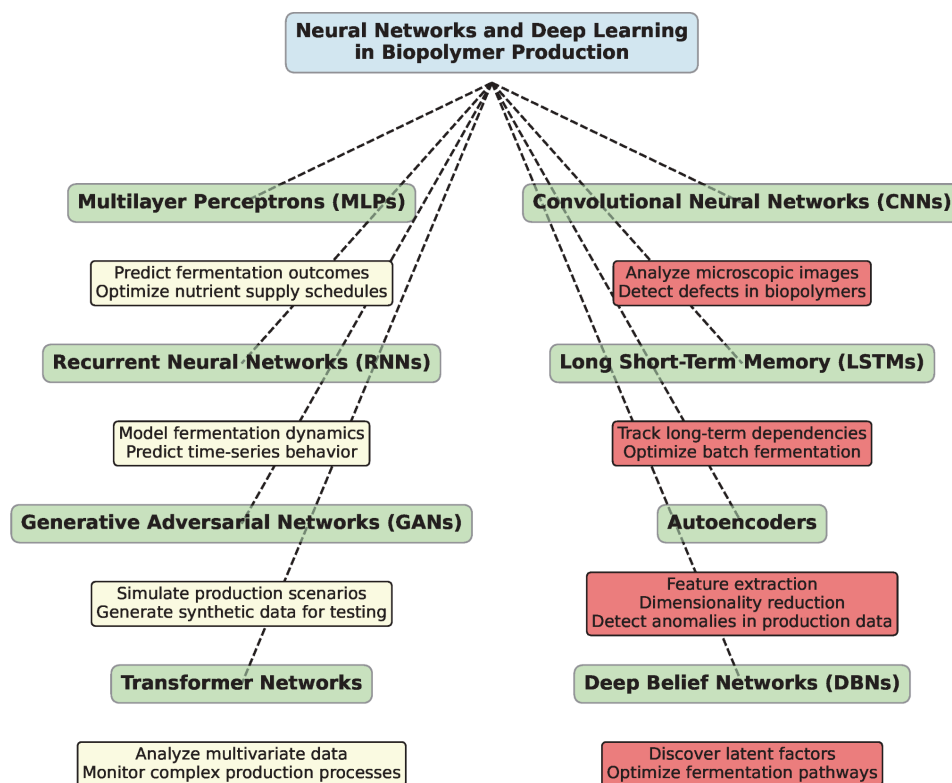 Neural Networks and Deep Learning
in Biopolymer Production
Multilayer Perceptrons (MLPs)
Convolutional Neural Networks (CNNs)
Predict fermentation outcomes
Optimize nutrient supply schedules
Analyze microscopic images
Detect defects in biopolymers
Recurrent Neural Networks (RNNs)
Long Short-Term Memory (LSTMs)
Model fermentation dynamics
Predict time-series behavior
Track long-term dependencies
Optimize batch fermentation
Generative Adversarial Networks (GANs)
Autoencoders
Simulate production scenarios
Generate synthetic data for testing
Feature extraction
Dimensionality reduction
Detect anomalies in production data
Transformer Networks
Deep Belief Networks (DBNs)
Analyze multivariate data
Monitor complex production processes
Discover latent factors
Optimize fermentation pathways